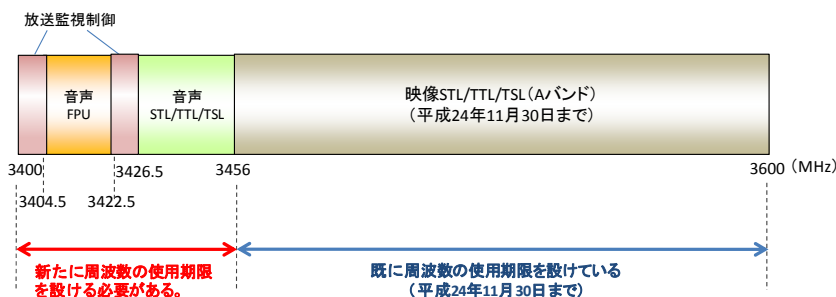 放送監視制御
音声
FPU
音声
STL/TTL/TSL
映像STL/TTL/TSL(Aバンド)
(平成24年11月30日まで)
3400
3404.5
3422.5
3426.5
3456
3600
(MHz)
新たに周波数の使用期限
を設ける必要がある。
既に周波数の使用期限を設けている
(平成24年11月30日まで)